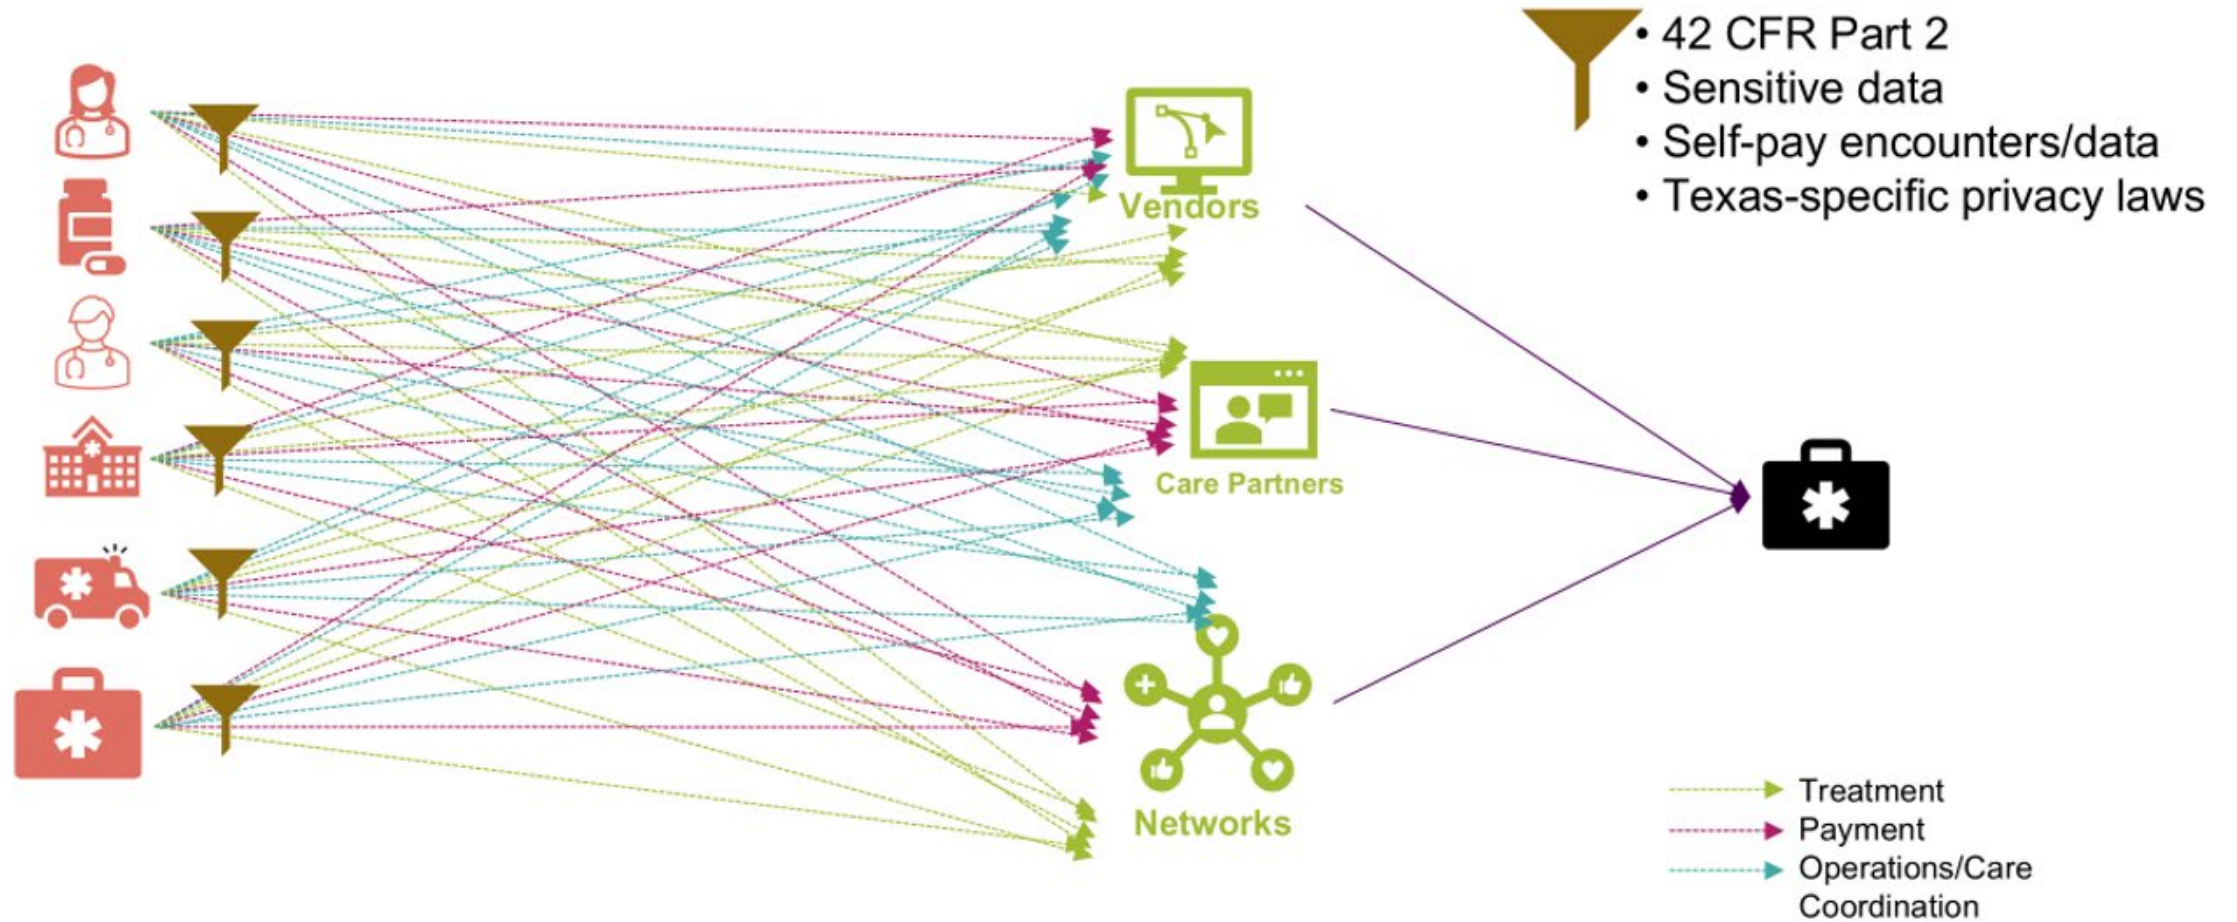 • 42 CFR Part 2
• Sensitive data
• Self-pay encounters/data
• Texas-specific privacy laws
Vendors
Care Partners
Networks
Treatment
Payment
Operations/Care
Coordination